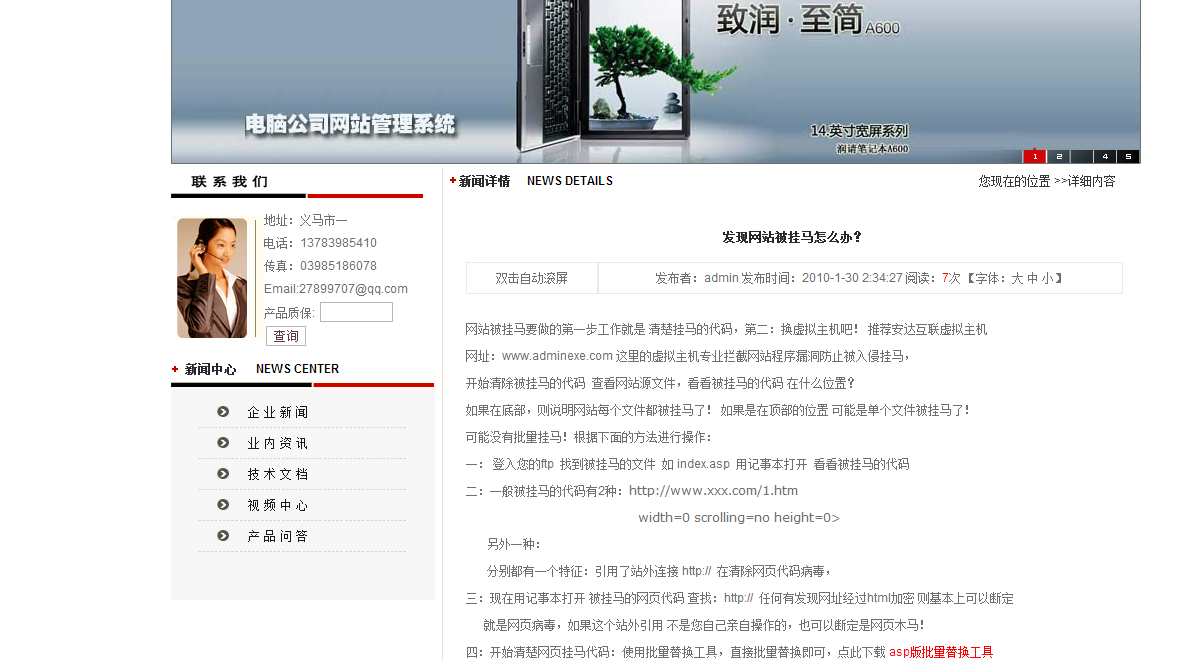 致润·至简A600
电脑公司网站管理系统
14.英寸宽屏系列
润请笔记本A600
1 2 4 5
联系我们
地址：义马市一
电话：13783985410
传真：03985186078
Email:27899707@qq.com
产品质保:
查询
新闻中心 NEWS CENTER
企业新闻
业内资讯
技术文档
视频中心
产品问答
+新闻详情 NEWS DETAILS 您现在的位置 >>详细内容
发现网站被挂马怎么办？
双击自动滚屏 发布者：admin 发布时间：2010-1-30 2:34:27 阅读：7次 【字体：大 中 小】
网站被挂马要做的第一步工作就是 清楚挂马的代码，第二：换虚拟主机吧！ 推荐安达互联虚拟主机
网址：www.adminexe.com 这里的虚拟主机专业拦截网站程序漏洞防止被入侵挂马，
开始清除被挂马的代码 查看网站源文件，看看被挂马的代码 在什么位置？
如果在底部，则说明网站每个文件都被挂马了！ 如果是在顶部的位置 可能是单个文件被挂马了！
可能没有批量挂马！根据下面的方法进行操作：
一： 登入您的ftp 找到被挂马的文件 如 index.asp 用记事本打开 看看被挂马的代码
二：一般被挂马的代码有2种：http://www.xxx.com/1.htm
width=0 scrolling=no height=0>
另外一种：
分别都有一个特征：引用了站外连接 http:// 在清除网页代码病毒，
三：现在用记事本打开 被挂马的网页代码 查找：http:// 任何有发现网址经过html加密 则基本上可以断定
就是网页病毒，如果这个站外引用 不是您自己亲自操作的，也可以断定是网页木马！
四：开始清楚网页挂马代码：使用批量替换工具，直接批量替换即可，点此下载 asp版批量替换工具